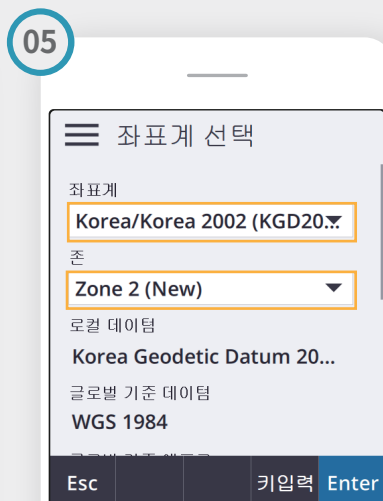 05
좌표계 선택
좌표계
Korea/Korea 2002 (KGD20...
존
Zone 2 (New)
로컬 데이텀
Korea Geodetic Datum 20...
글로벌 기준 데이텀
WGS 1984
Esc 키입력 Enter